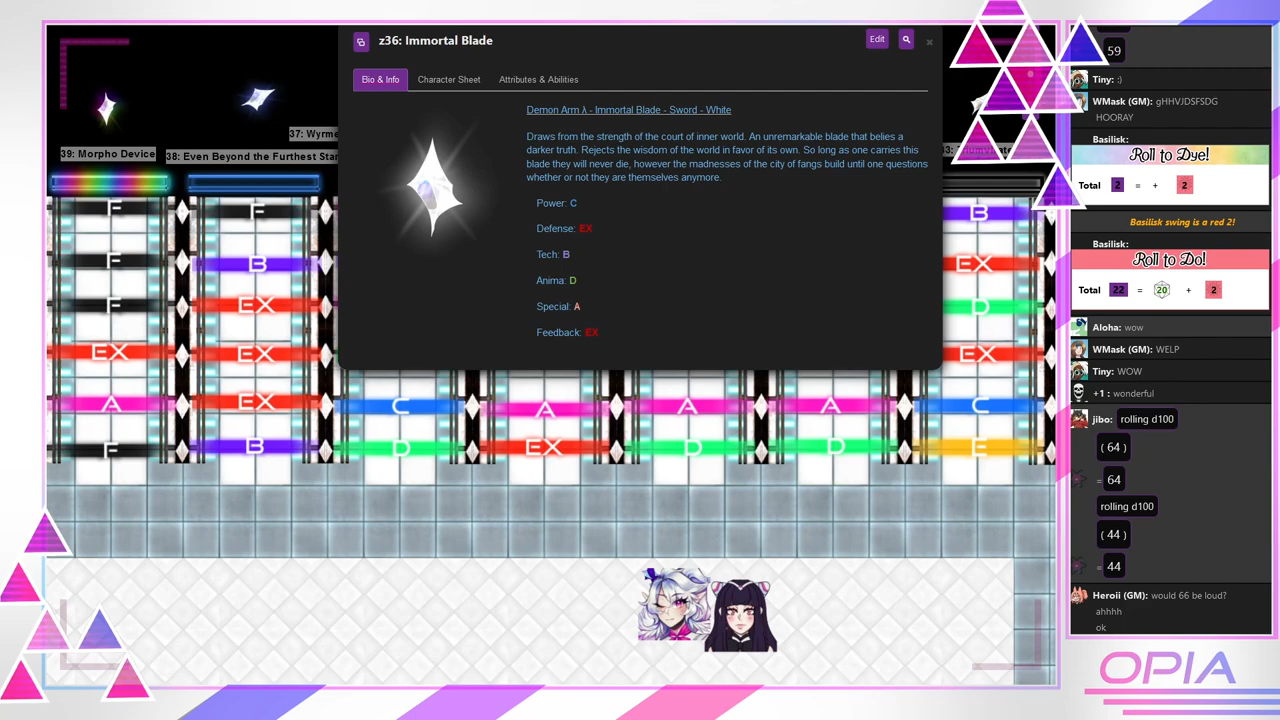 z36: Immortal Blade
Edit
Bio & Info
Character Sheet
Attributes & Abilities
Demon Arm λ - Immortal Blade - Sword - White
Draws from the strength of the court of inner world. An unremarkable blade that belies a
darker truth. Rejects the wisdom of the world in favor of its own. So long as one carries this
blade they will never die, however the madnesses of the city of fangs build until one questions
whether or not they are themselves anymore.
Power: C
Defense: EX
Tech: B
Anima: D
Special: A
Feedback: EX
37: Wyrme
39: Morpho Device
38: Even Beyond the Furthest Star
F
F
B
F
B
EX
F
EX
D
EX
EX
EX
A
EX
C
A
A
A
C
F
B
D
EX
D
D
E
59
Tiny: :)
WMask (GM): gHHVJDSFSDG
HOORAY
Basilisk:
Roll to Dye!
Total 2 = + 2
Basilisk swing is a red 2!
Basilisk:
Roll to Do!
Total 22 = 20 + 2
Aloha: wow
WMask (GM): WELP
Tiny: WOW
+1 : wonderful
jibo: rolling d100
( 64 )
= 64
rolling d100
( 44 )
= 44
Heroii (GM): would 66 be loud?
ahhhh
ok
OPIA